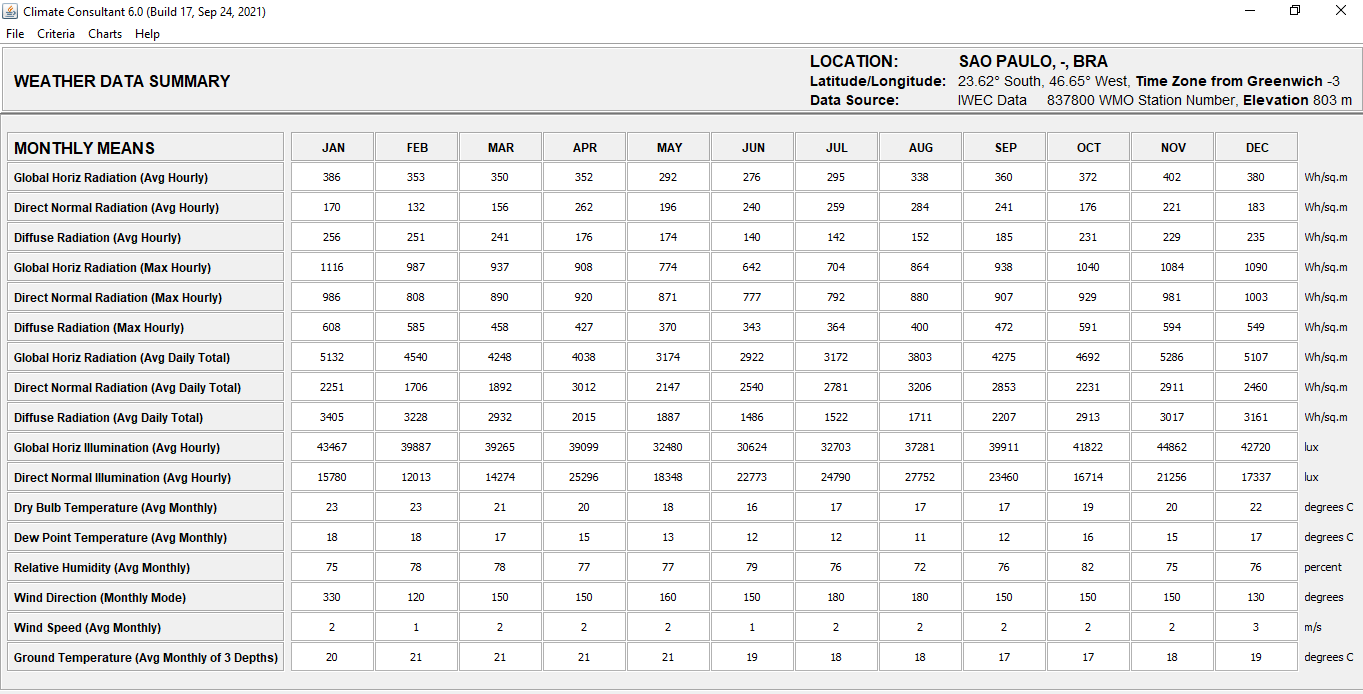 Climate Consultant 6.0 (Build 17, Sep 24, 2021)
File Criteria Charts Help
WEATHER DATA SUMMARY
LOCATION: SAO PAULO, -, BRA
Latitude/Longitude: 23.62° South, 46.65° West, Time Zone from Greenwich -3
Data Source: IWEC Data 837800 WMO Station Number, Elevation 803 m
MONTHLY MEANS JAN FEB MAR APR MAY JUN JUL AUG SEP OCT NOV DEC
Global Horiz Radiation (Avg Hourly) 386 353 350 352 292 276 295 338 360 372 402 380 Wh/sq.m
Direct Normal Radiation (Avg Hourly) 170 132 156 262 196 240 259 284 241 176 221 183 Wh/sq.m
Diffuse Radiation (Avg Hourly) 256 251 241 176 174 140 142 152 185 231 229 235 Wh/sq.m
Global Horiz Radiation (Max Hourly) 1116 987 937 908 774 642 704 864 938 1040 1084 1090 Wh/sq.m
Direct Normal Radiation (Max Hourly) 986 808 890 920 871 777 792 880 907 929 981 1003 Wh/sq.m
Diffuse Radiation (Max Hourly) 608 585 458 427 370 343 364 400 472 591 594 549 Wh/sq.m
Global Horiz Radiation (Avg Daily Total) 5132 4540 4248 4038 3174 2922 3172 3803 4275 4692 5286 5107 Wh/sq.m
Direct Normal Radiation (Avg Daily Total) 2251 1706 1892 3012 2147 2540 2781 3206 2853 2231 2911 2460 Wh/sq.m
Diffuse Radiation (Avg Daily Total) 3405 3228 2932 2015 1887 1486 1522 1711 2207 2913 3017 3161 Wh/sq.m
Global Horiz Illumination (Avg Hourly) 43467 39887 39265 39099 32480 30624 32703 37281 39911 41822 44862 42720 lux
Direct Normal Illumination (Avg Hourly) 15780 12013 14274 25296 18348 22773 24790 27752 23460 16714 21256 17337 lux
Dry Bulb Temperature (Avg Monthly) 23 23 21 20 18 16 17 17 17 19 20 22 degrees C
Dew Point Temperature (Avg Monthly) 18 18 17 15 13 12 12 11 12 16 15 17 degrees C
Relative Humidity (Avg Monthly) 75 78 78 77 77 79 76 72 76 82 75 76 percent
Wind Direction (Monthly Mode) 330 120 150 150 160 150 180 180 150 150 150 130 degrees
Wind Speed (Avg Monthly) 2 1 2 2 2 1 2 2 2 2 2 3 m/s
Ground Temperature (Avg Monthly of 3 Depths) 20 21 21 21 21 19 18 18 17 17 18 19 degrees C